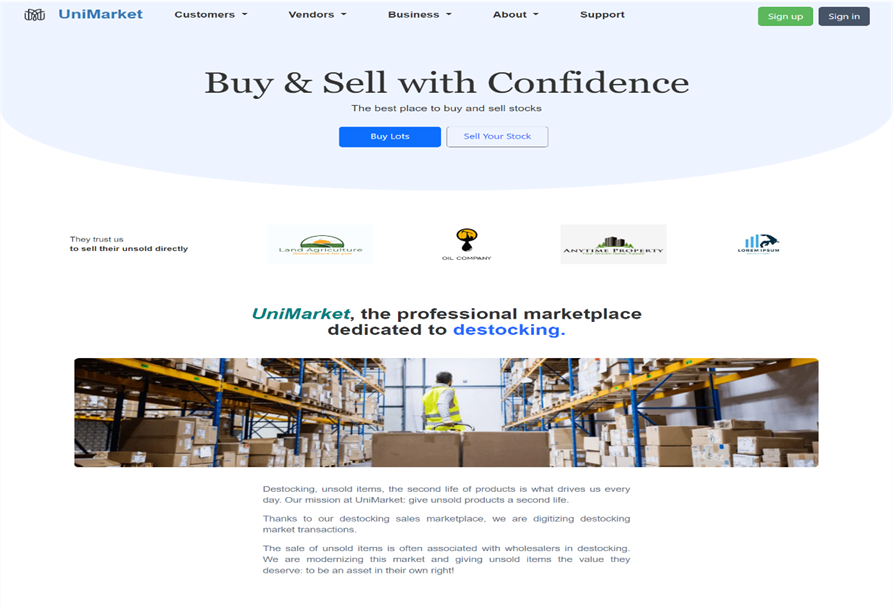 UniMarket
Customers
Vendors
Business
About
Support
Sign up
Sign in
Buy & Sell with Confidence
The best place to buy and sell stocks
Buy Lots
Sell Your Stock
They trust us
to sell their unsold directly
Land Agriculture
OIL COMPANY
ANYTIME PROPERTY
LOREM IPSUM
UniMarket, the professional marketplace
dedicated to destocking.
Destocking, unsold items, the second life of products is what drives us every
day. Our mission at UniMarket: give unsold products a second life.
Thanks to our destocking sales marketplace, we are digitizing destocking
market transactions.
The sale of unsold items is often associated with wholesalers in destocking.
We are modernizing this market and giving unsold items the value they
deserve: to be an asset in their own right!